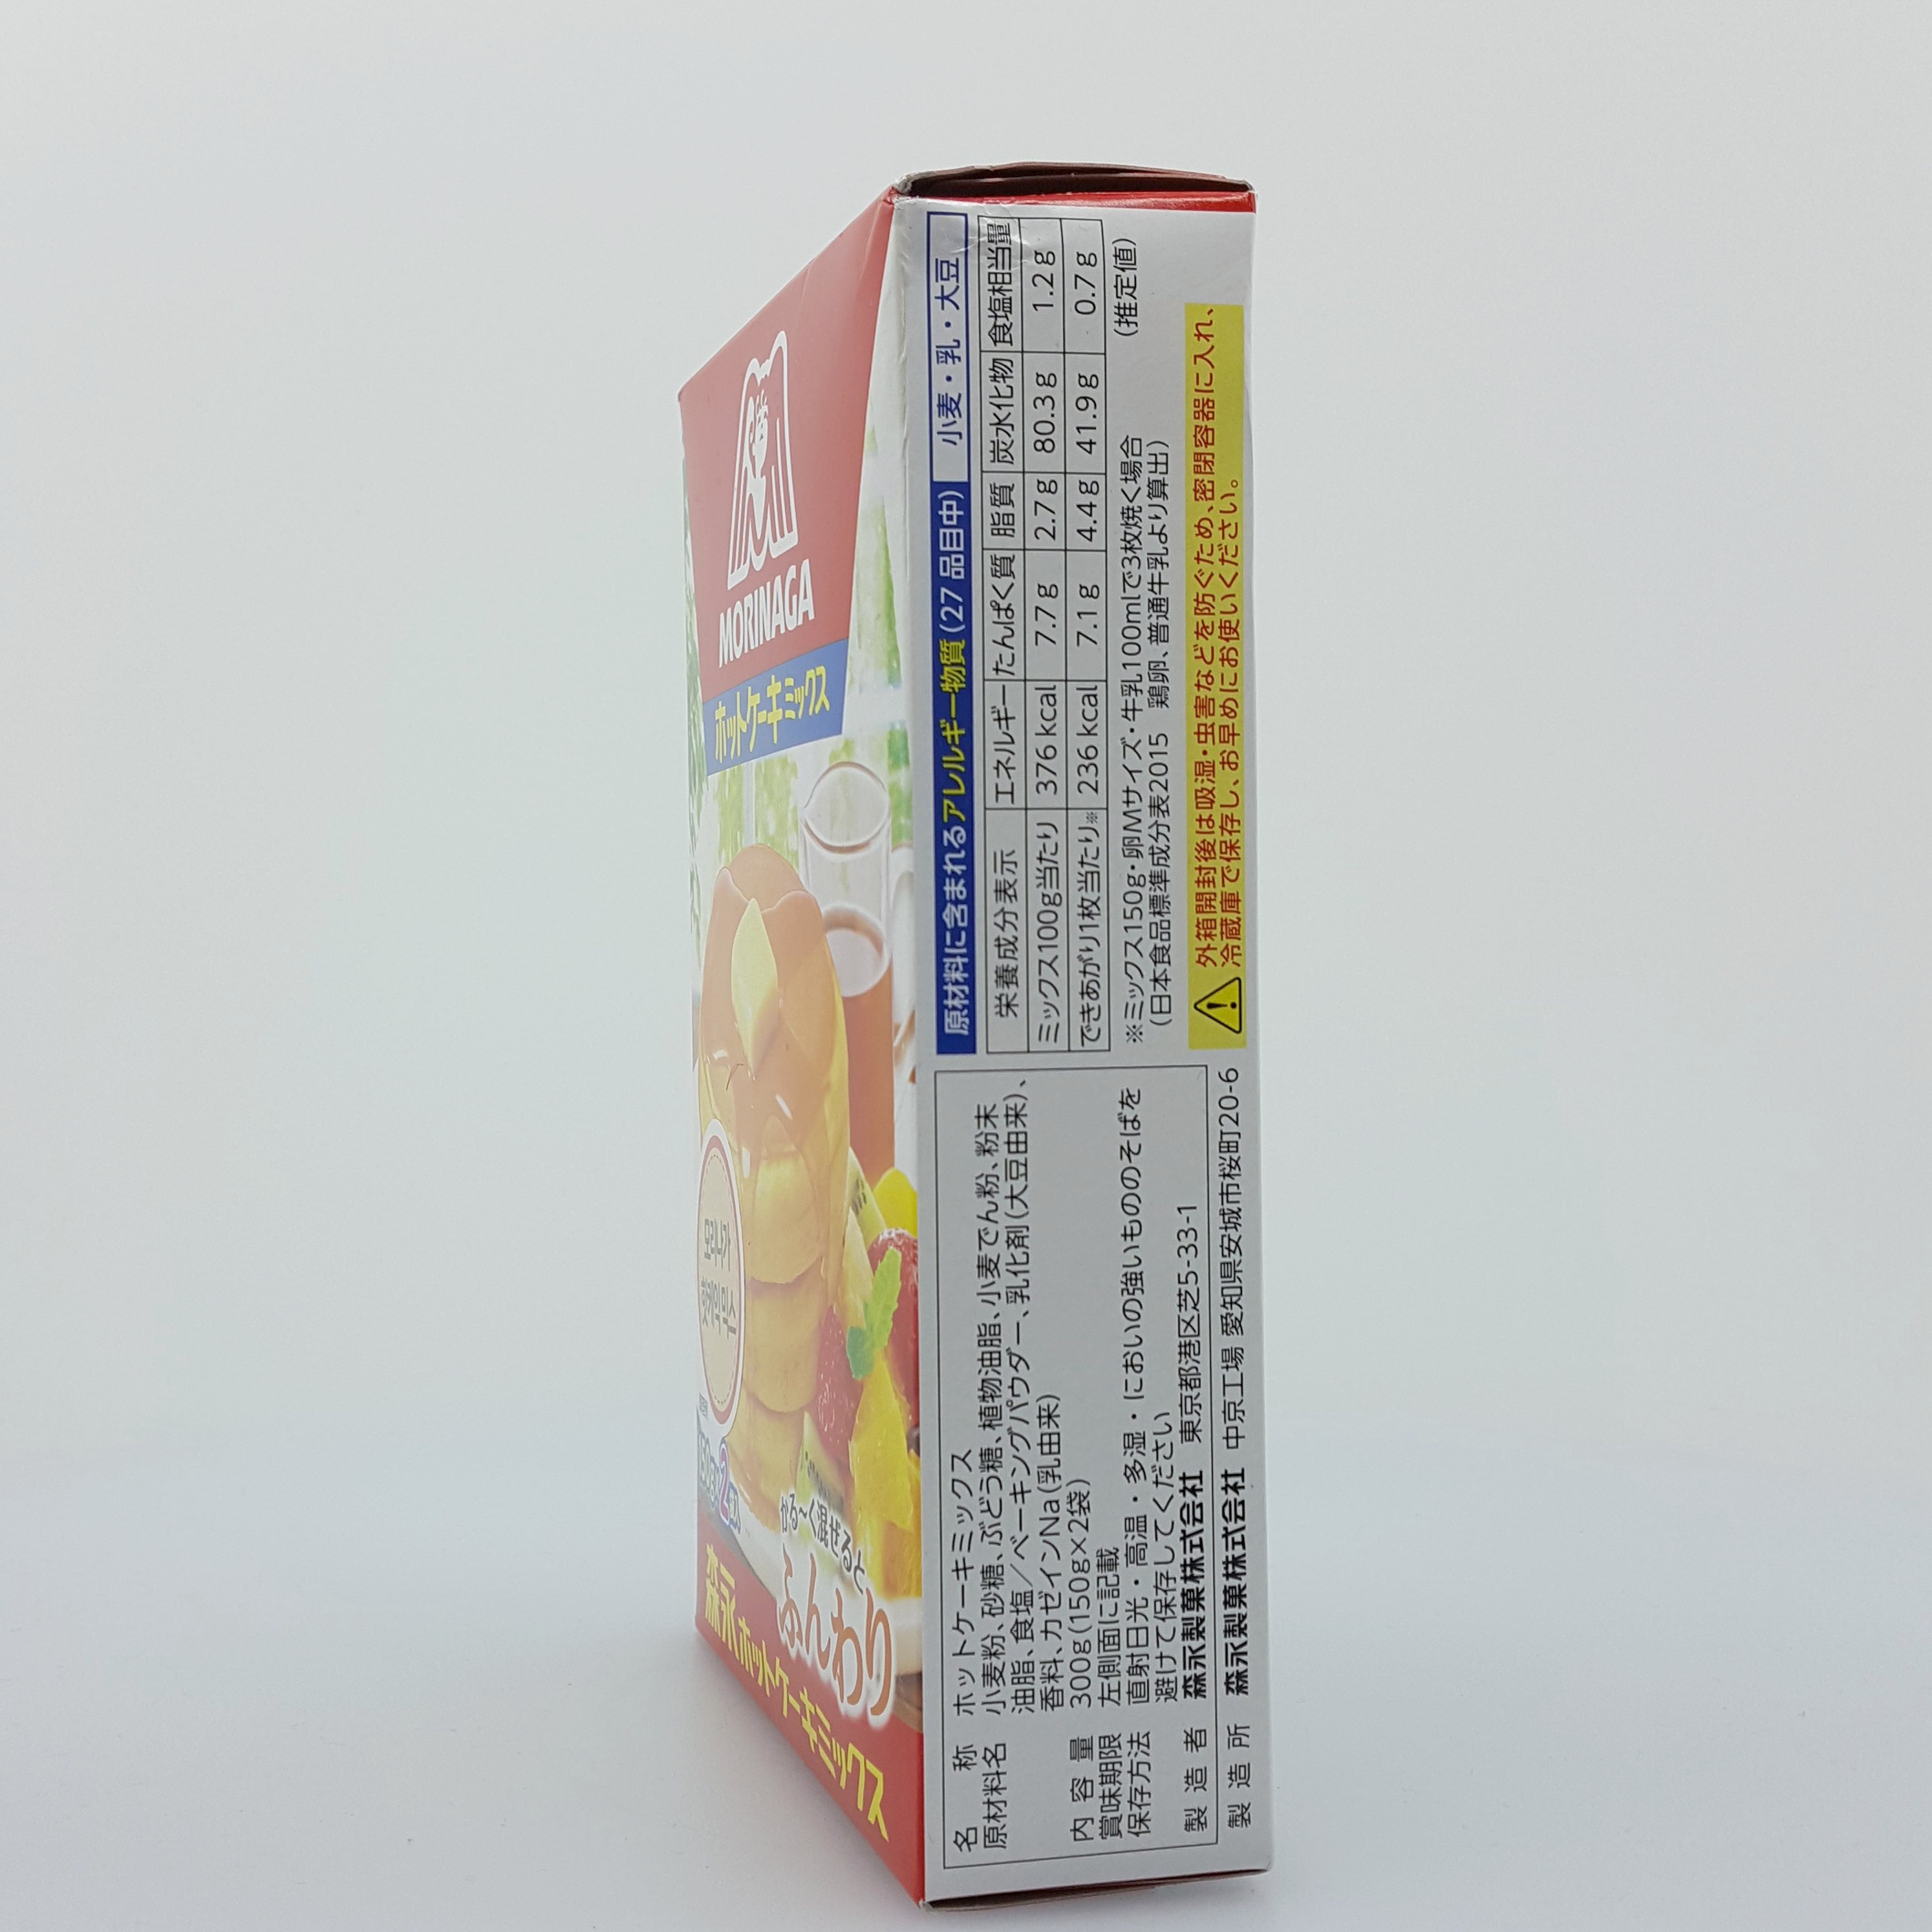 MORINAGA
ホットケーキミックス
모리나가
핫케익믹스
かる〜く混ぜると
ふんわり
森永ホットケーキミックス
原材料に含まれるアレルギー物質(27品目中) 小麦・乳・大豆
栄養成分表示 エネルギー たんぱく質 脂質 炭水化物 食塩相当量
ミックス100g当たり 376kcal 7.7g 2.7g 80.3g 1.2g
できあがり1枚当たり※ 236kcal 7.1g 4.4g 41.9g 0.7g
※ミックス150g・卵Mサイズ・牛乳100mlで3枚焼く場合 (推定値)
(日本食品標準成分表2015 鶏卵、普通牛乳より算出)
外箱開封後は吸湿・虫害などを防ぐため、密閉容器に入れ、
冷蔵庫で保存し、お早めにお使いください。
名称 ホットケーキミックス
原材料名 小麦粉、砂糖、ぶどう糖、植物油脂、小麦でん粉、粉末
油脂、食塩／ベーキングパウダー、乳化剤(大豆由来)、
香料、カゼインNa(乳由来)
内容量 300g(150g×2袋)
賞味期限 左側面に記載
保存方法 直射日光・高温・多湿・においの強いもののそばを
避けて保存してください
製造者 森永製菓株式会社 東京都港区芝5-33-1
製造所 森永製菓株式会社 中京工場 愛知県安城市桜町20-6